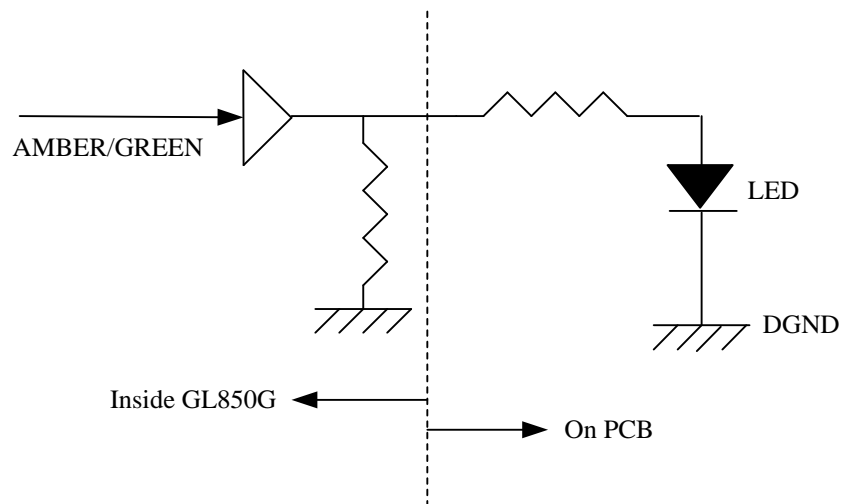 AMBER/GREEN
LED
DGND
Inside GL850G
On PCB